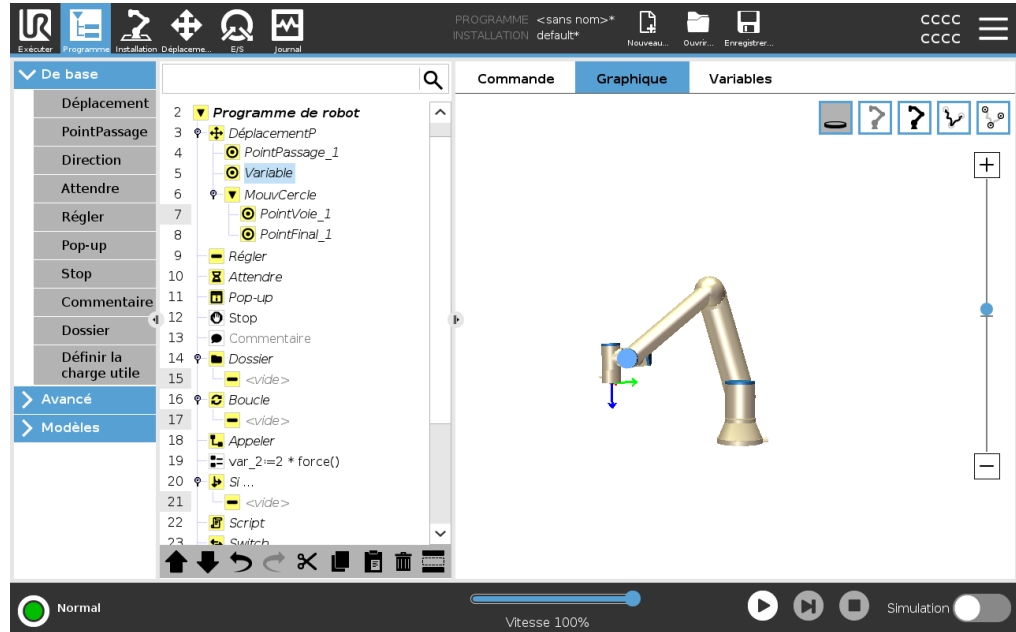 UR
PROGRAMME <sans nom>*
INSTALLATION default*
CCCC
CCCC
Exécuter Programme Installation Déplaceme... E/S Journal Nouveau... Ouvrir... Enregistrer...
De base
Déplacement
PointPassage
Direction
Attendre
Régler
Pop-up
Stop
Commentaire
Dossier
Définir la
charge utile
Avancé
Modèles
2 Programme de robot
3 DéplacementP
4 PointPassage_1
5 Variable
6 MouvCercle
7 PointVoie_1
8 PointFinal_1
9 Régler
10 Attendre
11 Pop-up
12 Stop
13 Commentaire
14 Dossier
15 <vide>
16 Boucle
17 <vide>
18 Appeler
19 var_2:=2 * force()
20 Si ...
21 <vide>
22 Script
23 Switch
Commande Graphique Variables
Normal
Vitesse 100%
Simulation